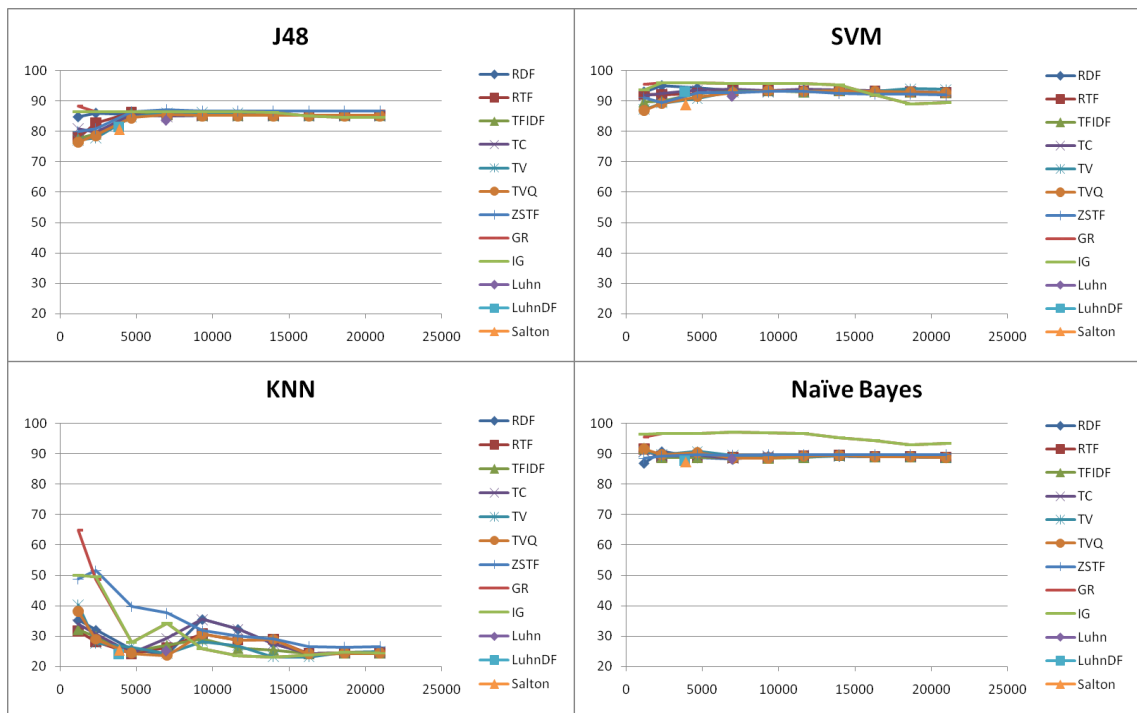 J48
100
90
80
70
60
50
40
30
20
0 5000 10000 15000 20000 25000
RDF
RTF
TFIDF
TC
TV
TVQ
ZSTF
GR
IG
Luhn
LuhnDF
Salton
SVM
100
90
80
70
60
50
40
30
20
0 5000 10000 15000 20000 25000
RDF
RTF
TFIDF
TC
TV
TVQ
ZSTF
GR
IG
Luhn
LuhnDF
Salton
KNN
100
90
80
70
60
50
40
30
20
0 5000 10000 15000 20000 25000
RDF
RTF
TFIDF
TC
TV
TVQ
ZSTF
GR
IG
Luhn
LuhnDF
Salton
Naïve Bayes
100
90
80
70
60
50
40
30
20
0 5000 10000 15000 20000 25000
RDF
RTF
TFIDF
TC
TV
TVQ
ZSTF
GR
IG
Luhn
LuhnDF
Salton